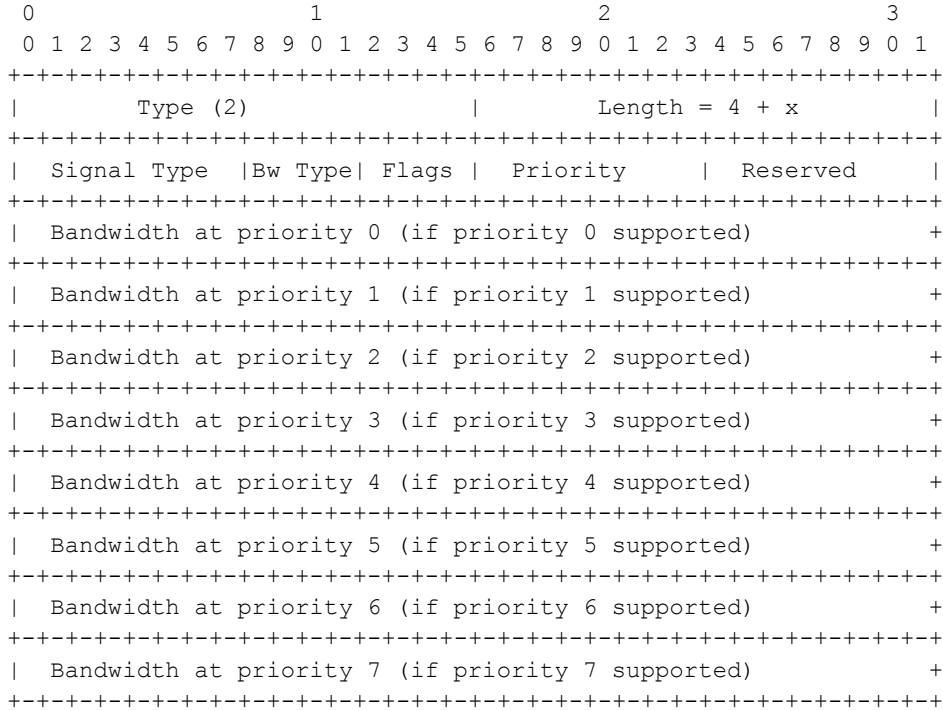 0                   1                   2                   3
 0 1 2 3 4 5 6 7 8 9 0 1 2 3 4 5 6 7 8 9 0 1 2 3 4 5 6 7 8 9 0 1
+-+-+-+-+-+-+-+-+-+-+-+-+-+-+-+-+-+-+-+-+-+-+-+-+-+-+-+-+-+-+-+-+
|        Type (2)               |        Length = 4 + x         |
+-+-+-+-+-+-+-+-+-+-+-+-+-+-+-+-+-+-+-+-+-+-+-+-+-+-+-+-+-+-+-+-+
|  Signal Type  |Bw Type| Flags |  Priority     |  Reserved     |
+-+-+-+-+-+-+-+-+-+-+-+-+-+-+-+-+-+-+-+-+-+-+-+-+-+-+-+-+-+-+-+-+
|  Bandwidth at priority 0 (if priority 0 supported)            +
+-+-+-+-+-+-+-+-+-+-+-+-+-+-+-+-+-+-+-+-+-+-+-+-+-+-+-+-+-+-+-+-+
|  Bandwidth at priority 1 (if priority 1 supported)            +
+-+-+-+-+-+-+-+-+-+-+-+-+-+-+-+-+-+-+-+-+-+-+-+-+-+-+-+-+-+-+-+-+
|  Bandwidth at priority 2 (if priority 2 supported)            +
+-+-+-+-+-+-+-+-+-+-+-+-+-+-+-+-+-+-+-+-+-+-+-+-+-+-+-+-+-+-+-+-+
|  Bandwidth at priority 3 (if priority 3 supported)            +
+-+-+-+-+-+-+-+-+-+-+-+-+-+-+-+-+-+-+-+-+-+-+-+-+-+-+-+-+-+-+-+-+
|  Bandwidth at priority 4 (if priority 4 supported)            +
+-+-+-+-+-+-+-+-+-+-+-+-+-+-+-+-+-+-+-+-+-+-+-+-+-+-+-+-+-+-+-+-+
|  Bandwidth at priority 5 (if priority 5 supported)            +
+-+-+-+-+-+-+-+-+-+-+-+-+-+-+-+-+-+-+-+-+-+-+-+-+-+-+-+-+-+-+-+-+
|  Bandwidth at priority 6 (if priority 6 supported)            +
+-+-+-+-+-+-+-+-+-+-+-+-+-+-+-+-+-+-+-+-+-+-+-+-+-+-+-+-+-+-+-+-+
|  Bandwidth at priority 7 (if priority 7 supported)            +
+-+-+-+-+-+-+-+-+-+-+-+-+-+-+-+-+-+-+-+-+-+-+-+-+-+-+-+-+-+-+-+-+